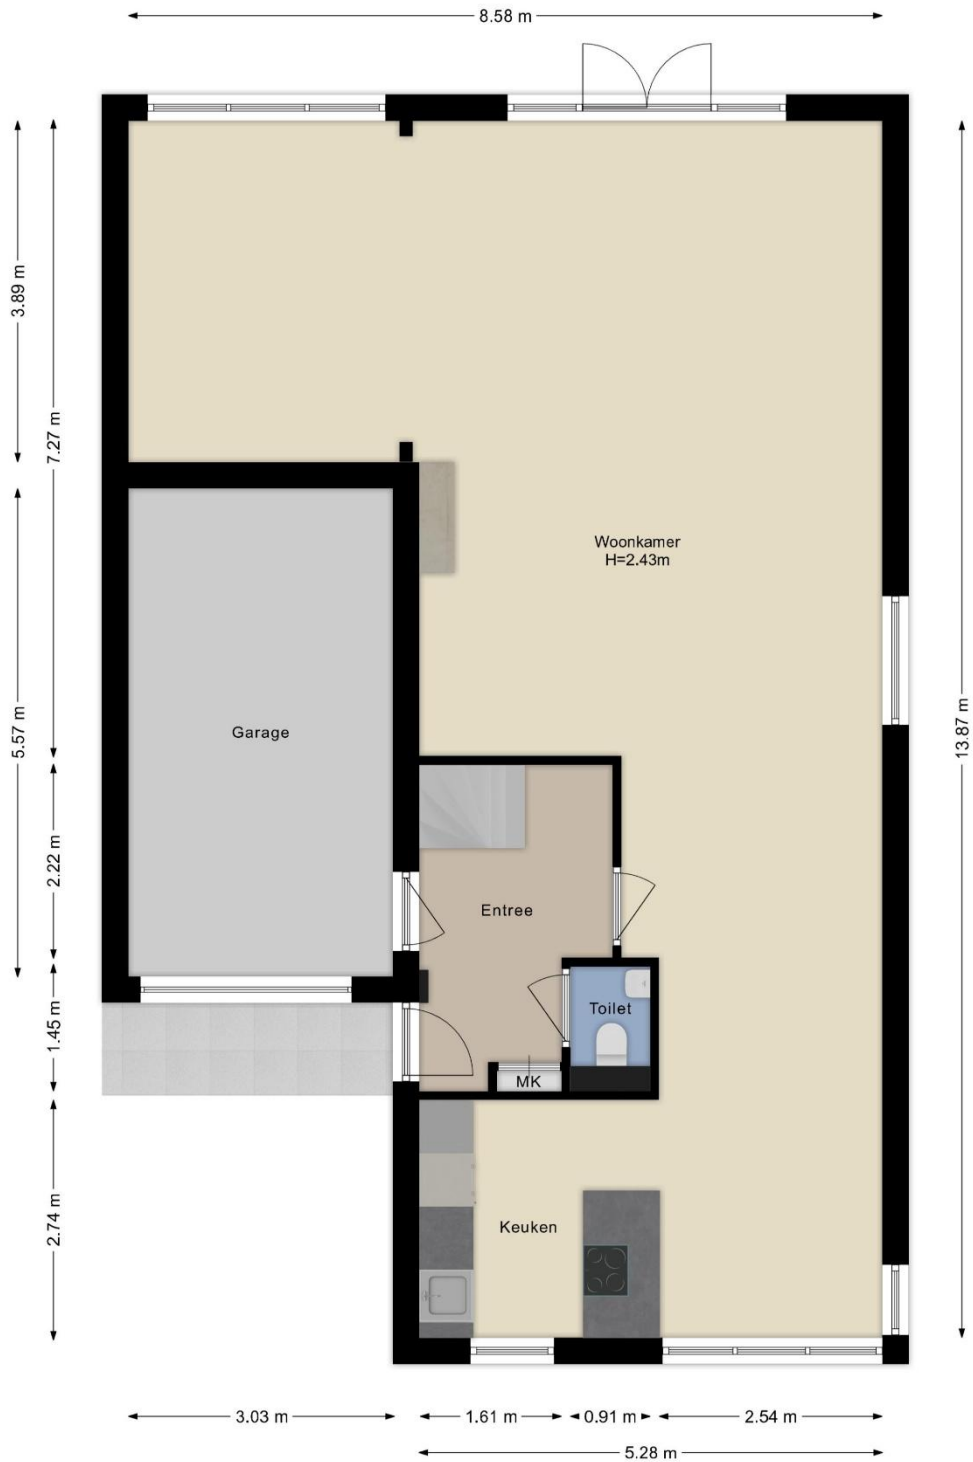 8.58 m
3.89 m
7.27 m
Woonkamer
H=2.43m
5.57 m
13.87 m
Garage
2.22 m
Entree
1.45 m
Toilet
MK
2.74 m
Keuken
3.03 m
1.61 m
0.91 m
2.54 m
5.28 m